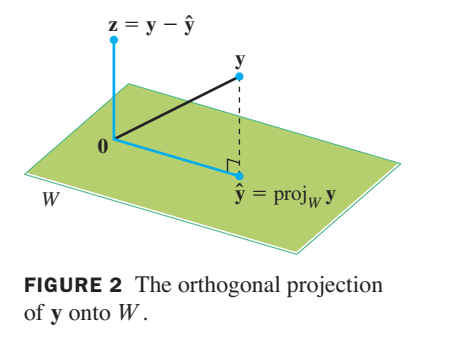 z = y − ŷ
y
0
ŷ = proj_W y
W
FIGURE 2 The orthogonal projection
of y onto W.